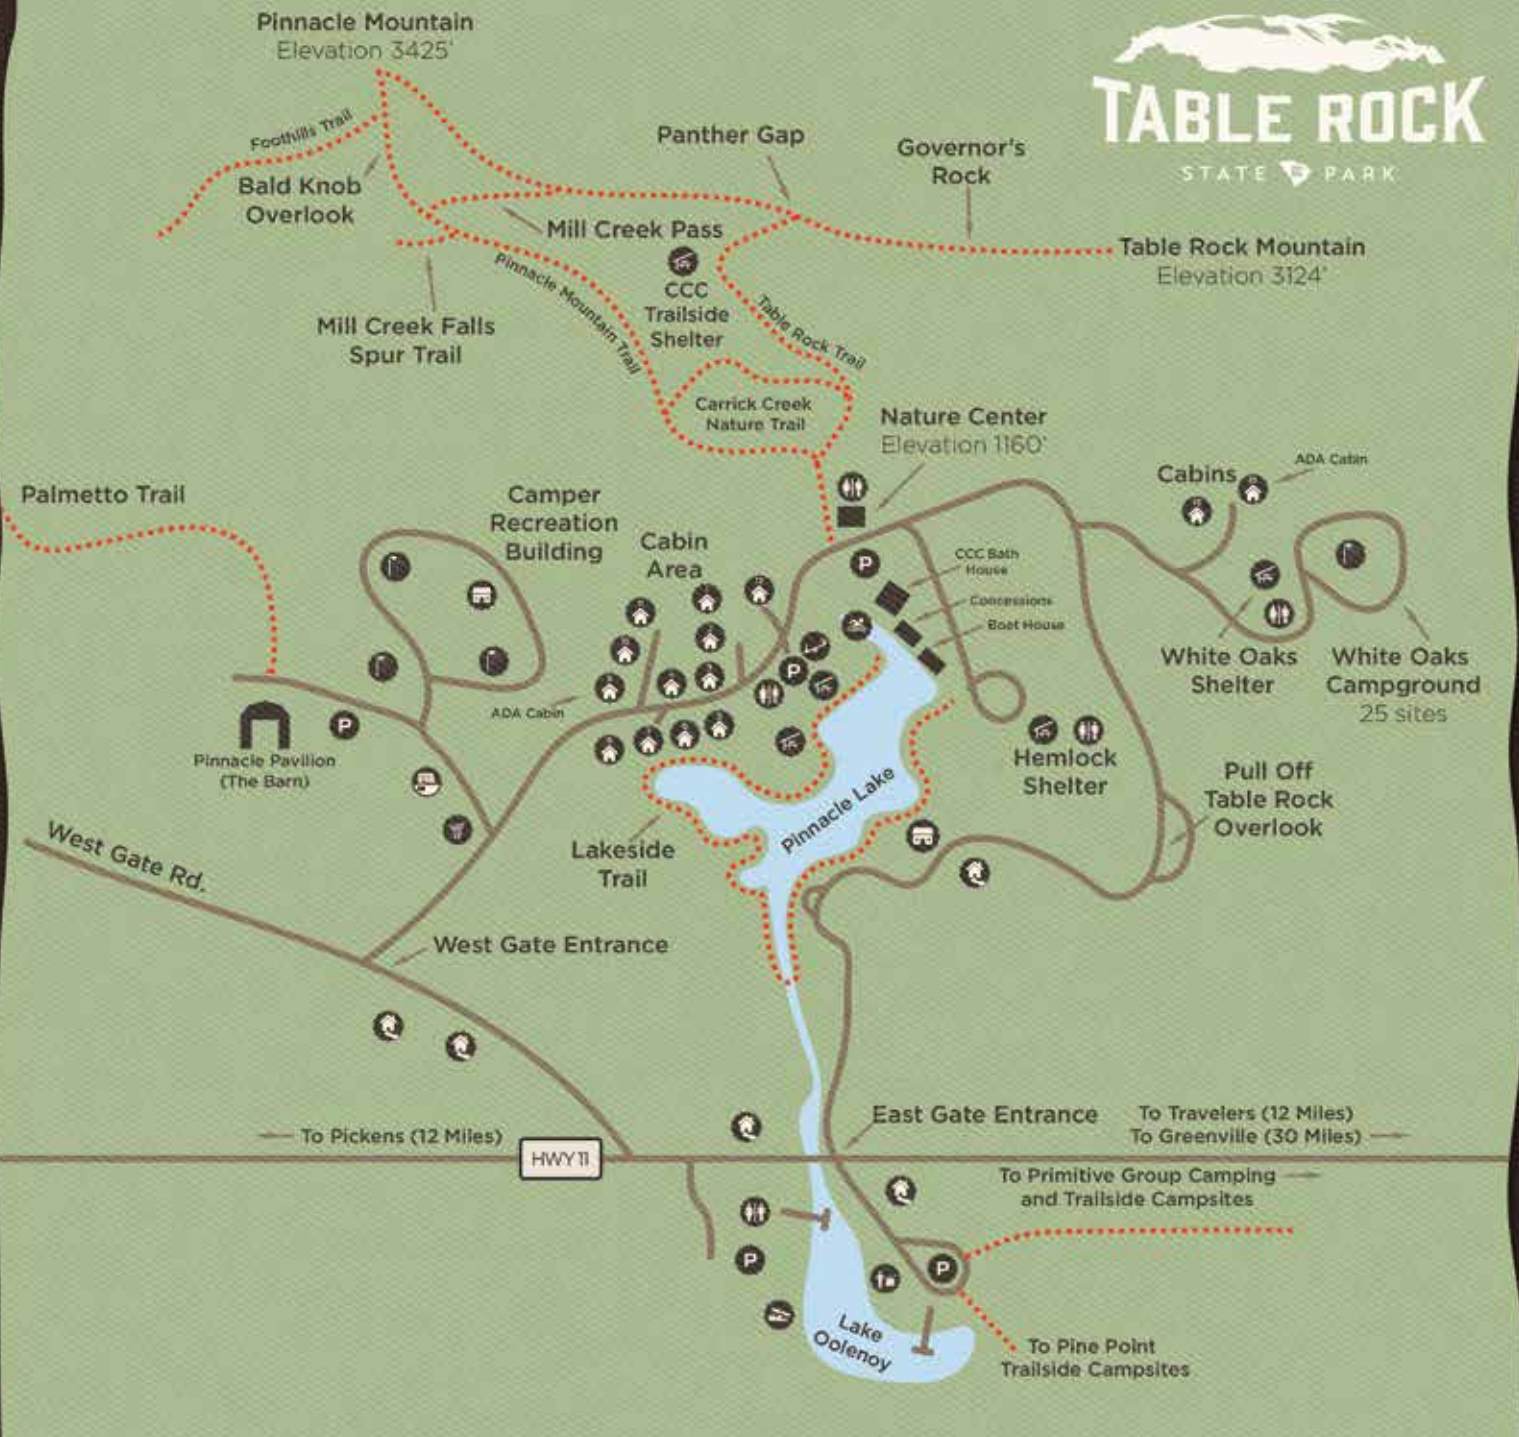 Pinnacle Mountain
Elevation 3425'
TABLE ROCK
STATE PARK
Foothills Trail
Panther Gap
Governor's
Rock
Bald Knob
Overlook
Mill Creek Pass
Table Rock Mountain
Elevation 3124'
Pinnacle Mountain Trail
CCC
Trailside
Shelter
Table Rock Trail
Mill Creek Falls
Spur Trail
Carrick Creek
Nature Trail
Nature Center
Elevation 1160'
Cabins
ADA Cabin
Palmetto Trail
Camper
Recreation
Building
Cabin
Area
P
CCC Bath
House
Concessions
Boat House
White Oaks
Shelter
White Oaks
Campground
25 sites
P
ADA Cabin
P
Pinnacle Pavilion
(The Barn)
Hemlock
Shelter
Pull Off
Table Rock
Overlook
Pinnacle Lake
Lakeside
Trail
West Gate Rd.
West Gate Entrance
East Gate Entrance
To Travelers (12 Miles)
To Greenville (30 Miles)
To Pickens (12 Miles)
HWY 11
To Primitive Group Camping
and Trailside Campsites
P
P
Lake
Oolenoy
To Pine Point
Trailside Campsites